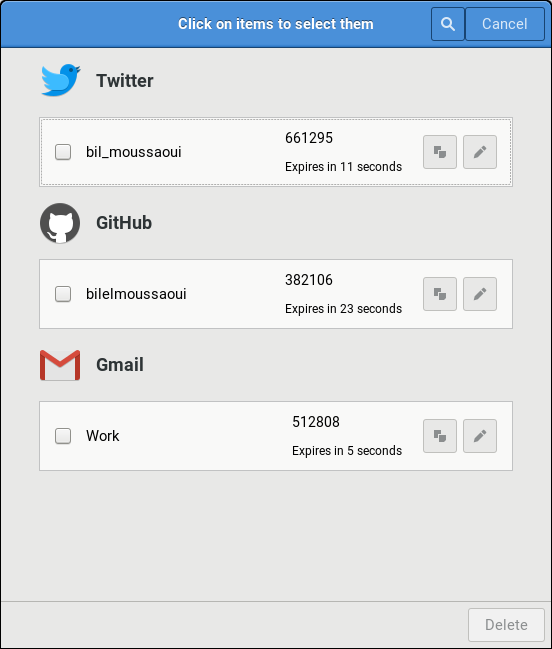 Click on items to select them
Cancel
Twitter
bil_moussaoui
661295
Expires in 11 seconds
GitHub
bilelmoussaoui
382106
Expires in 23 seconds
Gmail
Work
512808
Expires in 5 seconds
Delete